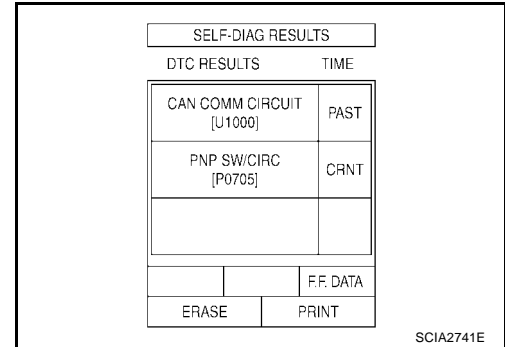 SELF-DIAG RESULTS
DTC RESULTS TIME
CAN COMM CIRCUIT
[U1000]
PAST
PNP SW/CIRC
[P0705]
CRNT
F.F. DATA
ERASE PRINT
SCIA2741E